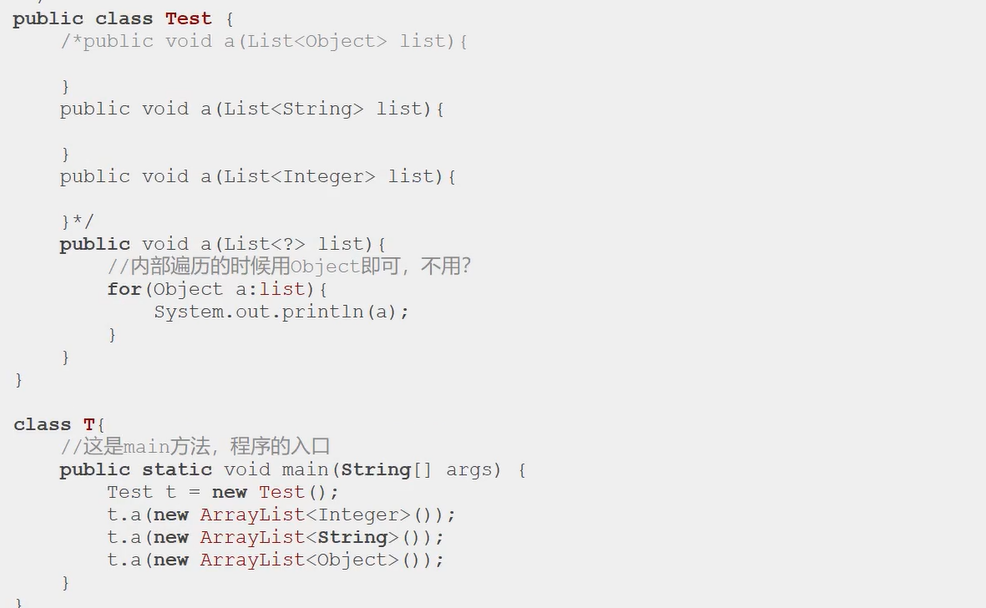 public class Test {
    /*public void a(List<Object> list){

    }
    public void a(List<String> list){

    }
    public void a(List<Integer> list){

    }*/
    public void a(List<?> list){
        //内部遍历的时候用Object即可，不用?
        for(Object a:list){
            System.out.println(a);
        }
    }
}

class T{
    //这是main方法，程序的入口
    public static void main(String[] args) {
        Test t = new Test();
        t.a(new ArrayList<Integer>());
        t.a(new ArrayList<String>());
        t.a(new ArrayList<Object>());
    }
}